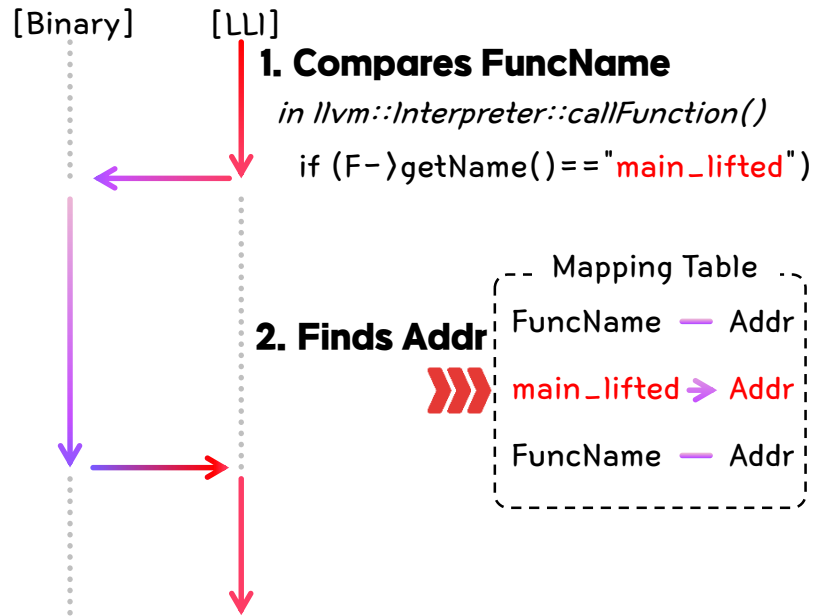 [Binary] [LLI]
1. Compares FuncName
in llvm::Interpreter::callFunction()
if (F->getName()=="main_lifted")
Mapping Table
2. Finds Addr
FuncName Addr
main_lifted Addr
FuncName Addr